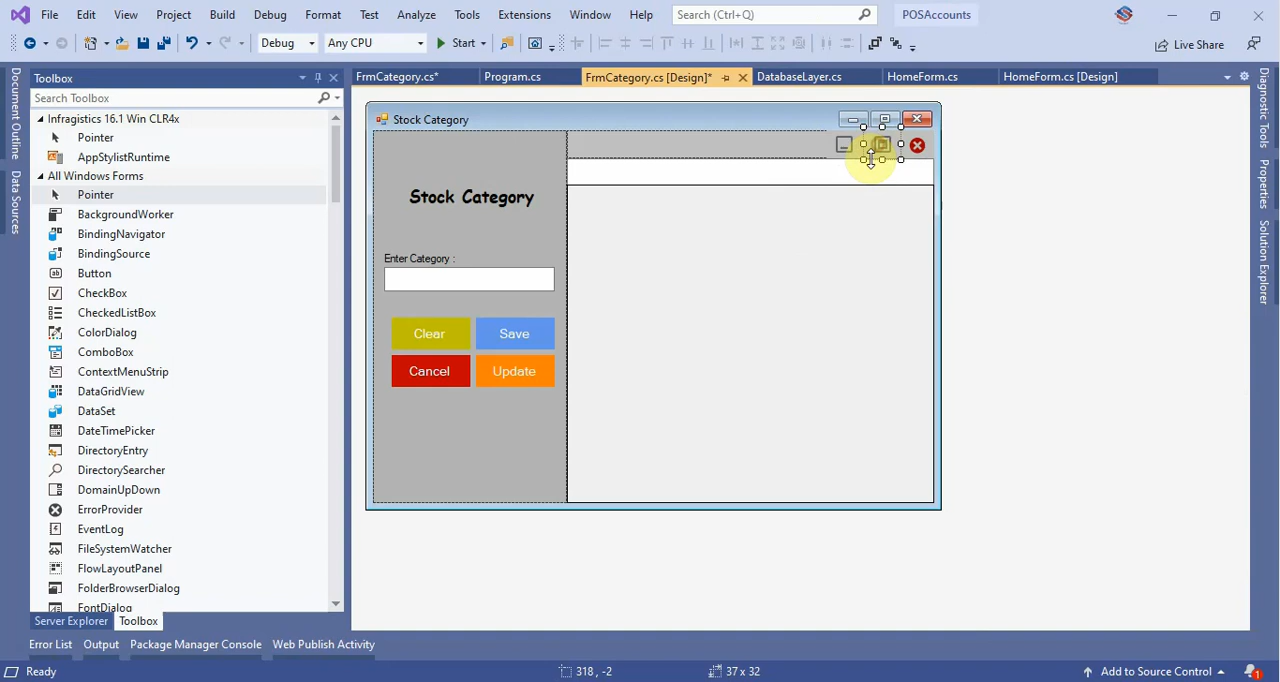 File Edit View Project Build Debug Format Test Analyze Tools Extensions Window Help Search (Ctrl+Q) POSAccounts
Debug Any CPU Start Live Share
Document Outline
Data Sources
Toolbox
Search Toolbox
Infragistics 16.1 Win CLR4x
Pointer
AppStylistRuntime
All Windows Forms
Pointer
BackgroundWorker
BindingNavigator
BindingSource
Button
CheckBox
CheckedListBox
ColorDialog
ComboBox
ContextMenuStrip
DataGridView
DataSet
DateTimePicker
DirectoryEntry
DirectorySearcher
DomainUpDown
ErrorProvider
EventLog
FileSystemWatcher
FlowLayoutPanel
FolderBrowserDialog
FontDialog
Server Explorer Toolbox
FrmCategory.cs* Program.cs FrmCategory.cs [Design]* DatabaseLayer.cs HomeForm.cs HomeForm.cs [Design]
Stock Category
Stock Category
Enter Category :
Clear Save
Cancel Update
Diagnostic Tools
Properties
Solution Explorer
Error List Output Package Manager Console Web Publish Activity
Ready 318 , -2 37 x 32 Add to Source Control 1